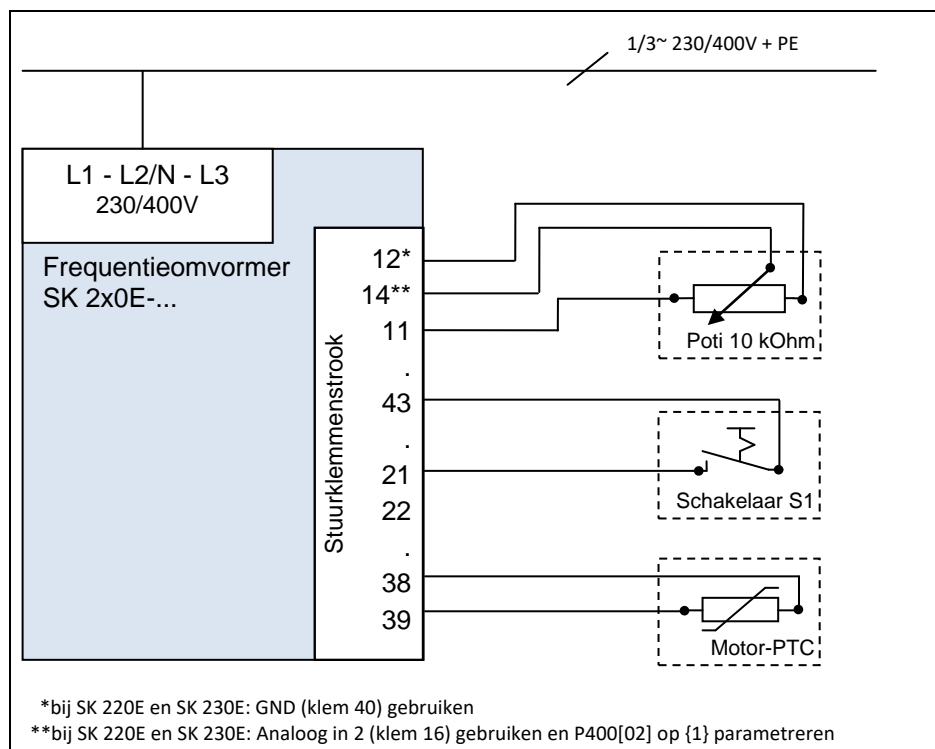 1/3~ 230/400V + PE
L1 - L2/N - L3
230/400V
Frequentieomvormer
SK 2x0E-...
Stuurklemmenstrook
12*
14**
11
.
43
.
21
22
.
38
39
Poti 10 kOhm
Schakelaar S1
Motor-PTC
*bij SK 220E en SK 230E: GND (klem 40) gebruiken
**bij SK 220E en SK 230E: Analoog in 2 (klem 16) gebruiken en P400[02] op {1} parametreren